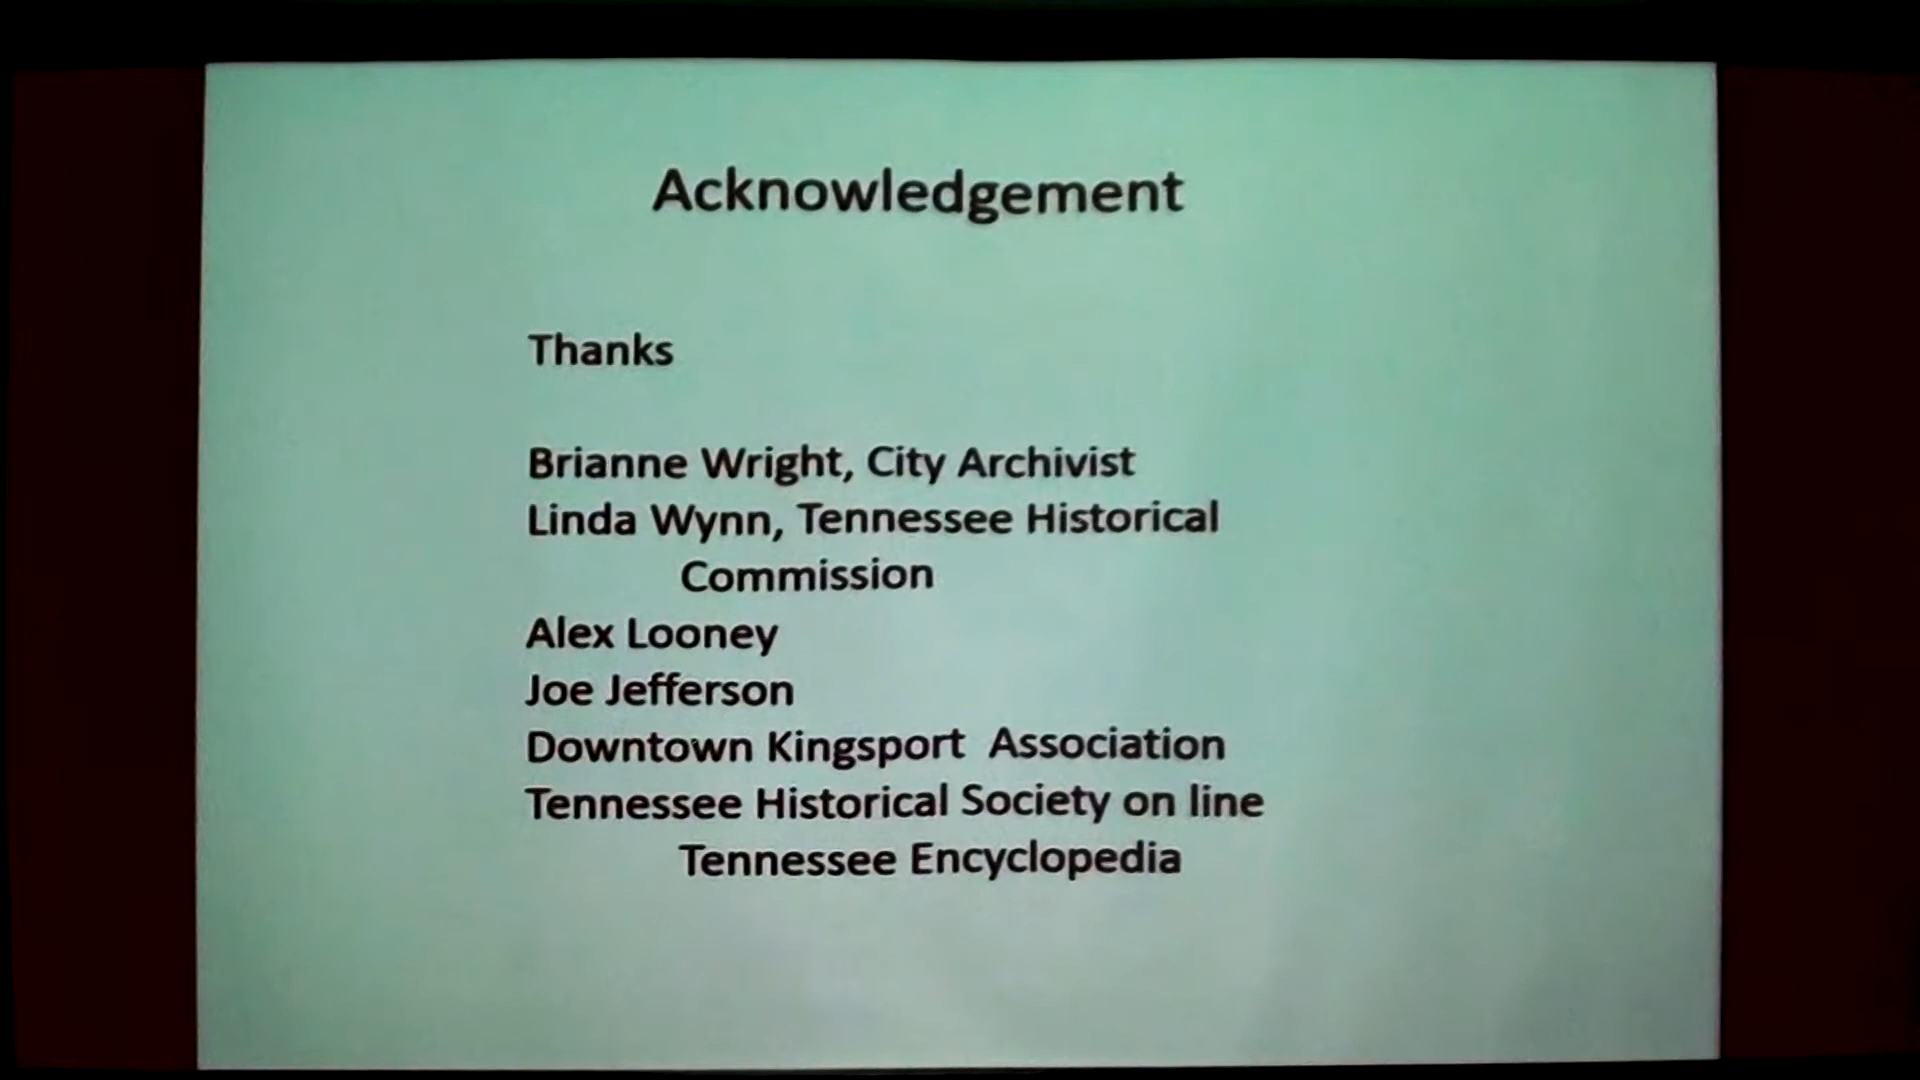 Acknowledgement
Thanks
Brianne Wright, City Archivist
Linda Wynn, Tennessee Historical
Commission
Alex Looney
Joe Jefferson
Downtown Kingsport Association
Tennessee Historical Society on line
Tennessee Encyclopedia